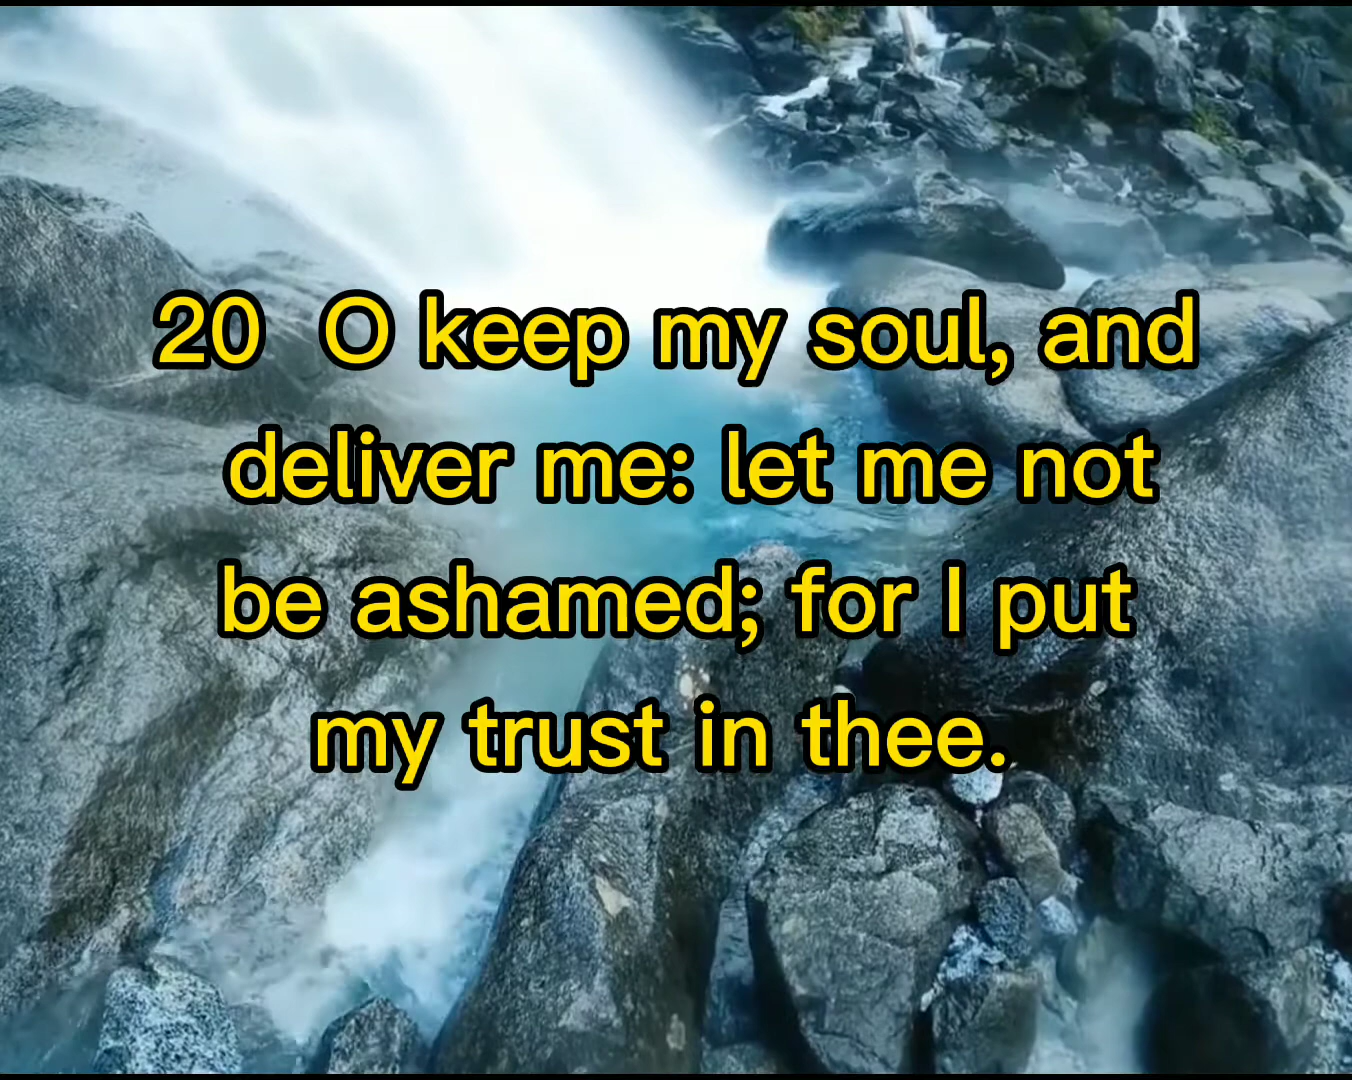 20  O keep my soul, and
deliver me: let me not
be ashamed; for I put
my trust in thee.